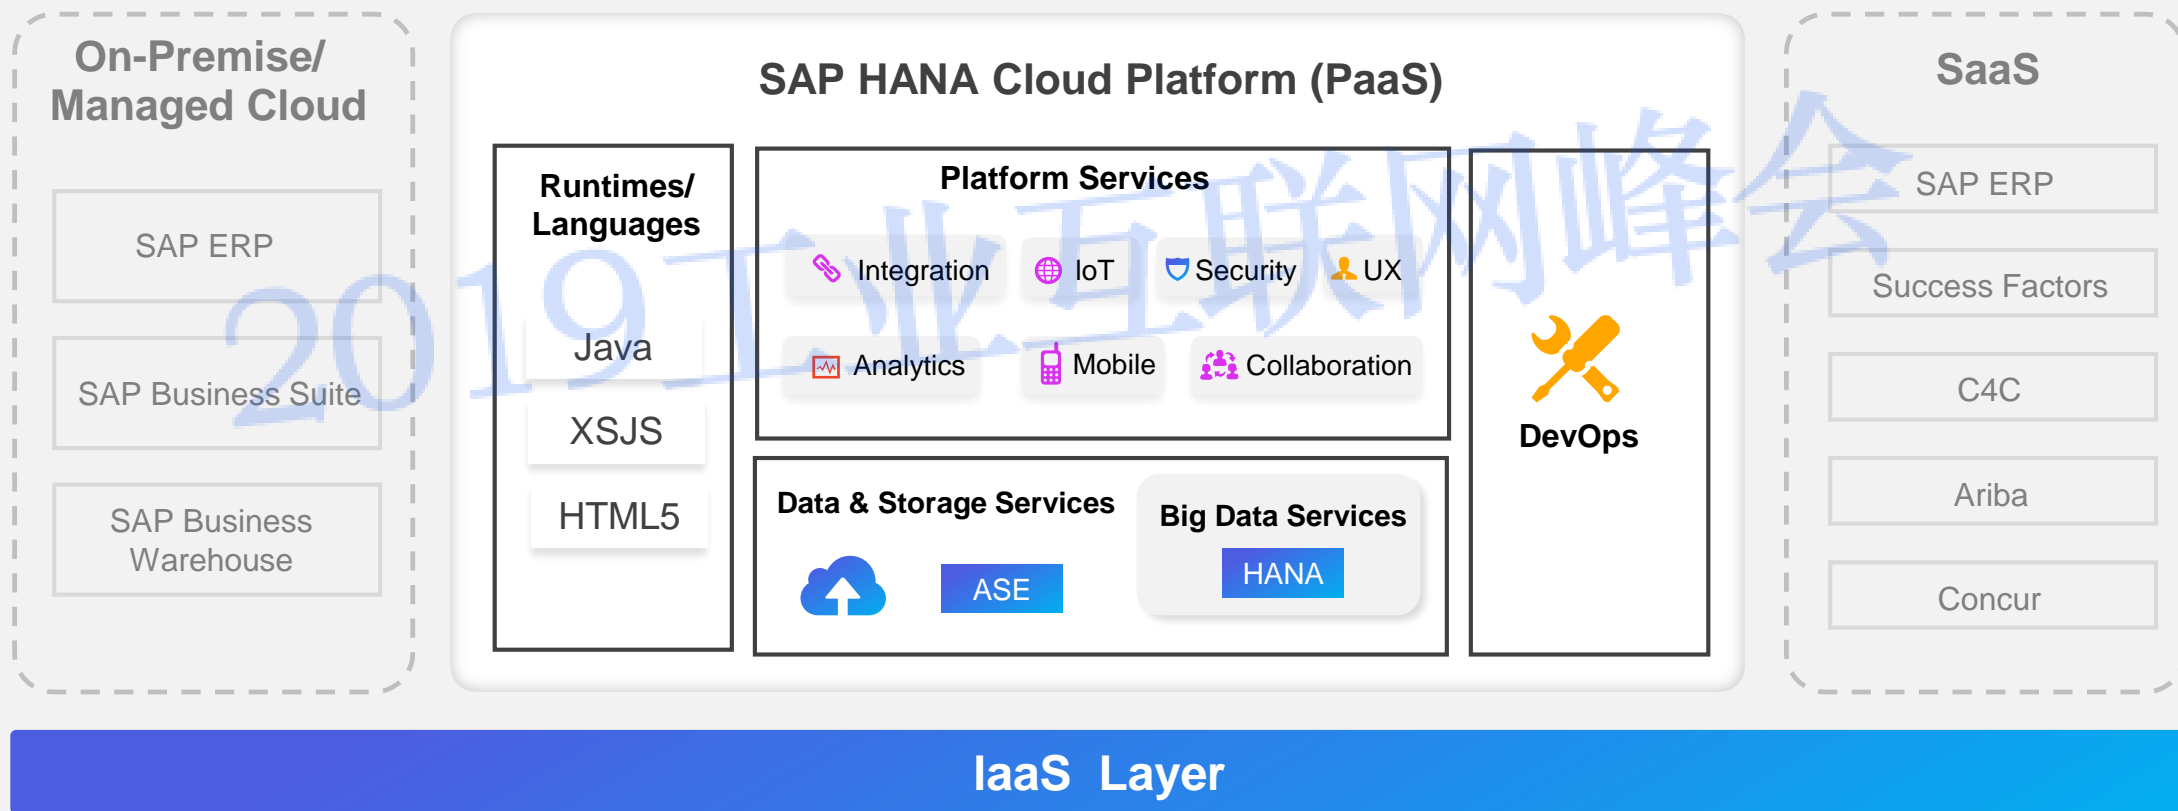 On-Premise/
Managed Cloud
SAP ERP
SAP Business Suite
SAP Business
Warehouse
SAP HANA Cloud Platform (PaaS)
Runtimes/
Languages
Java
XSJS
HTML5
Platform Services
Integration
IoT
Security
UX
Analytics
Mobile
Collaboration
Data & Storage Services
ASE
Big Data Services
HANA
DevOps
SaaS
SAP ERP
Success Factors
C4C
Ariba
Concur
IaaS Layer
2019工业互联网峰会